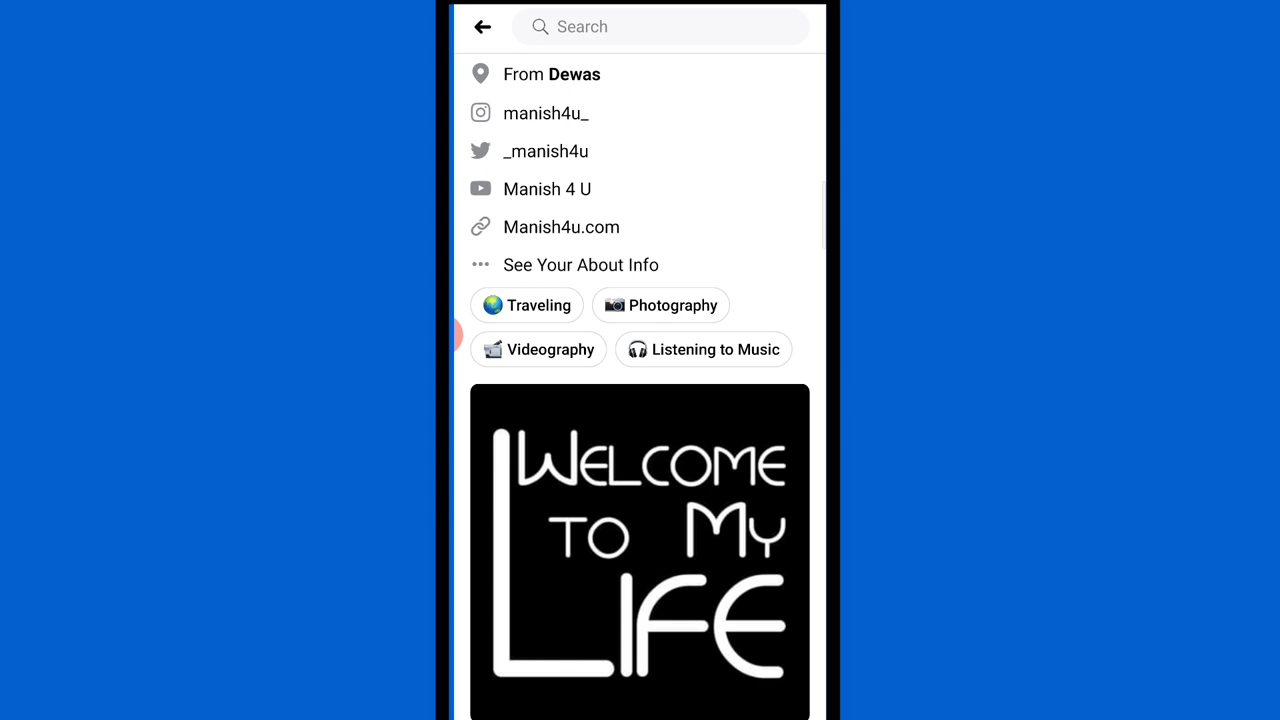 Search
From Dewas
manish4u_
_manish4u
Manish 4 U
Manish4u.com
See Your About Info
Traveling
Photography
Videography
Listening to Music
WELCOME
TO MY
LIFE